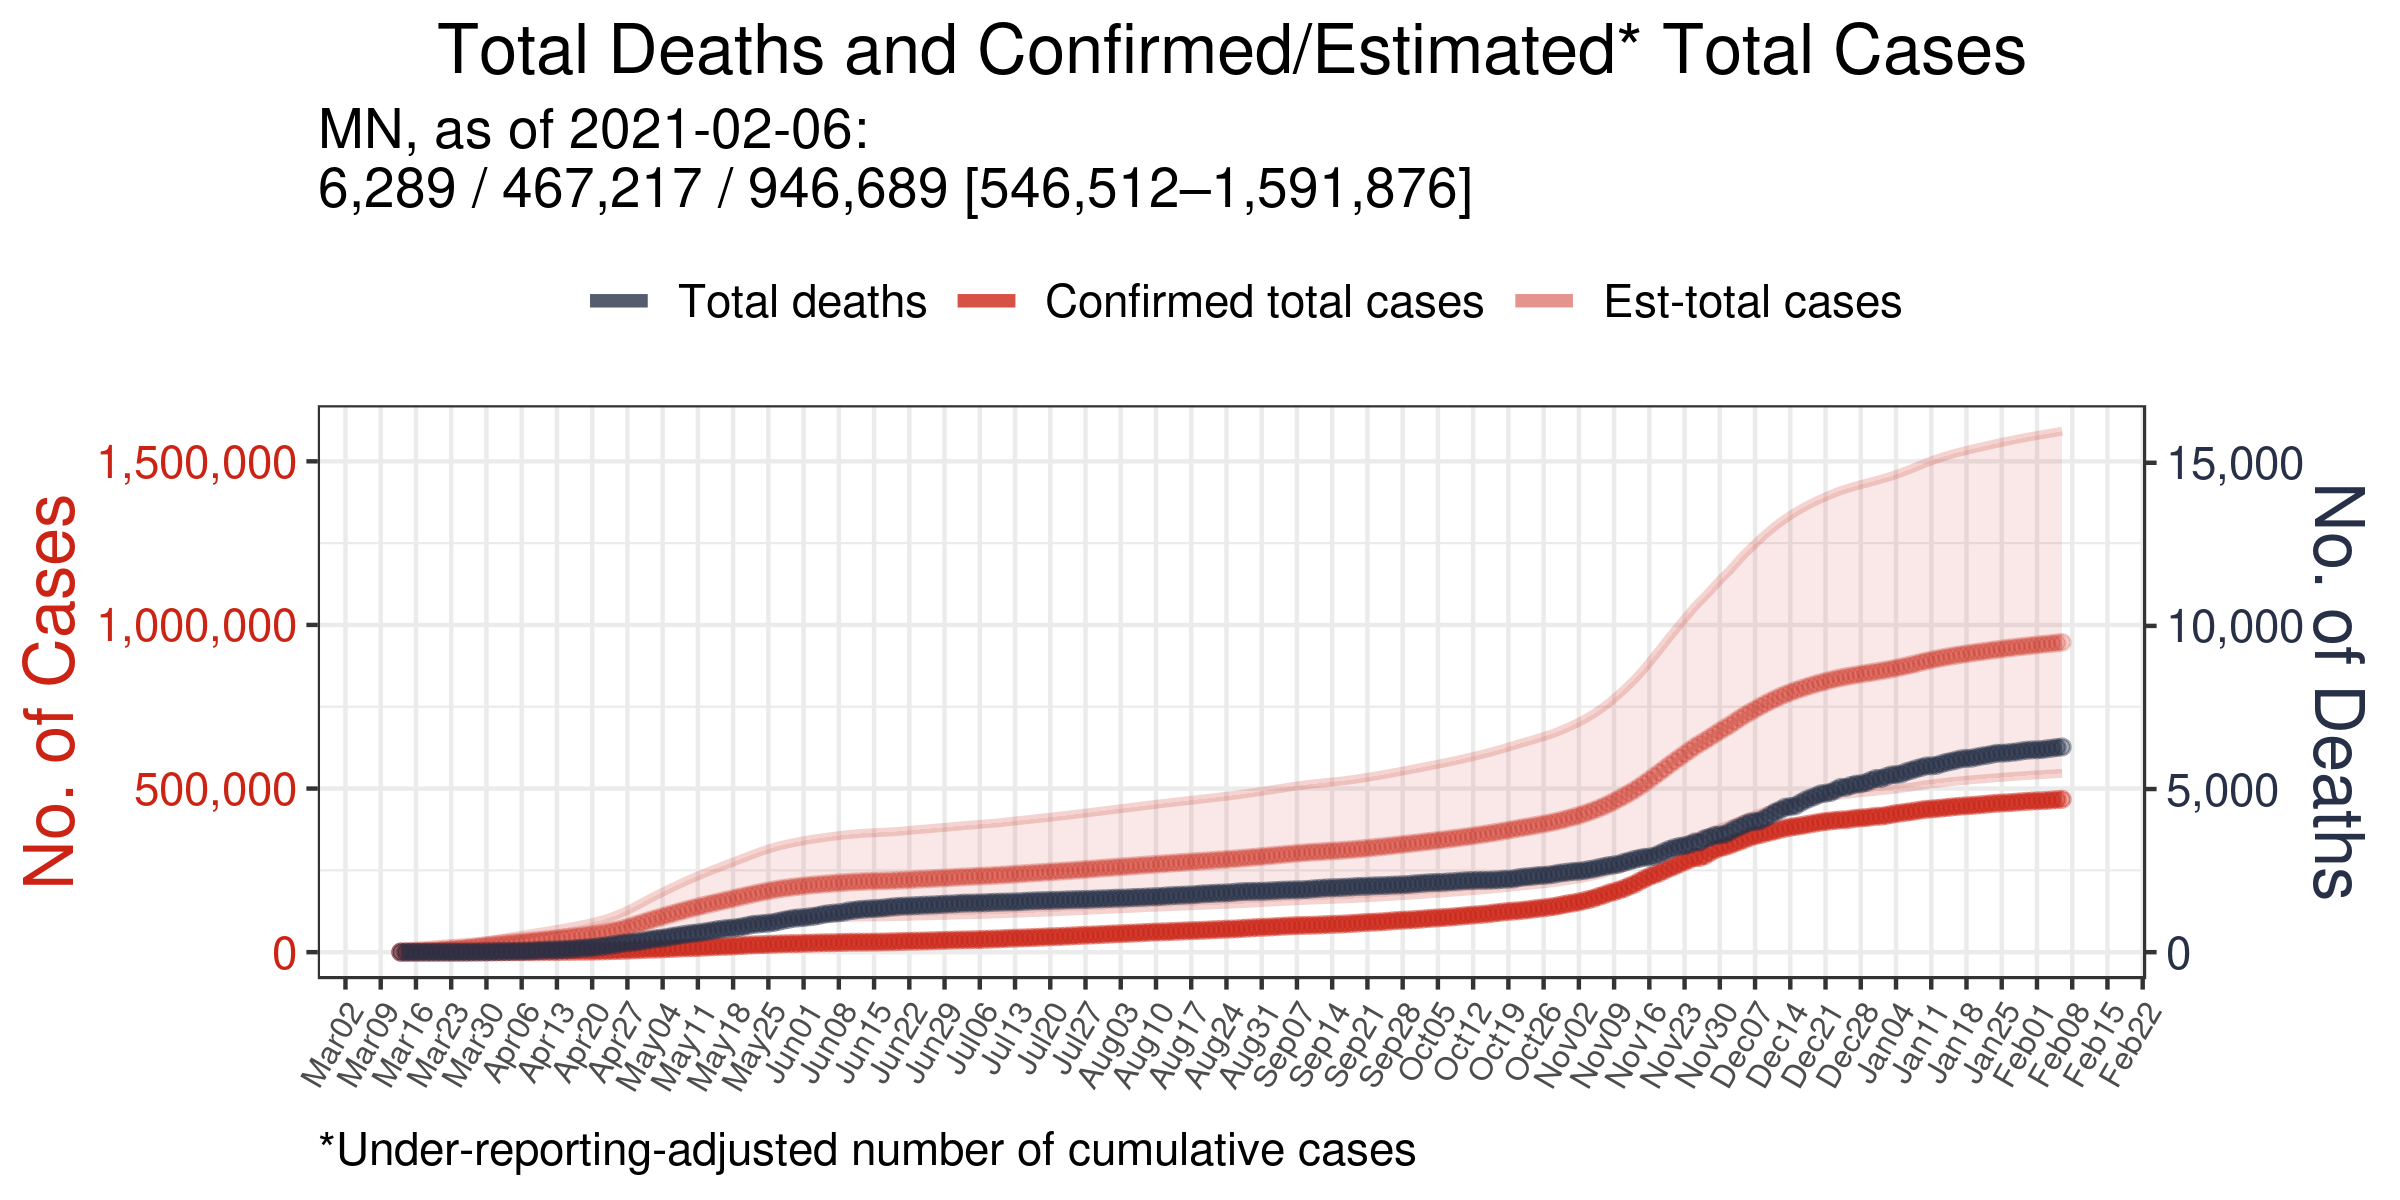 Total Deaths and Confirmed/Estimated* Total Cases
MN, as of 2021-02-06:
6,289 / 467,217 / 946,689 [546,512–1,591,876]
Total deaths
Confirmed total cases
Est-total cases
No. of Cases
1,500,000
1,000,000
500,000
0
15,000
10,000
5,000
0
No. of Deaths
Mar02
Mar09
Mar16
Mar23
Mar30
Apr06
Apr13
Apr20
Apr27
May04
May11
May18
May25
Jun01
Jun08
Jun15
Jun22
Jun29
Jul06
Jul13
Jul20
Jul27
Aug03
Aug10
Aug17
Aug24
Aug31
Sep07
Sep14
Sep21
Sep28
Oct05
Oct12
Oct19
Oct26
Nov02
Nov09
Nov16
Nov23
Nov30
Dec07
Dec14
Dec21
Dec28
Jan04
Jan11
Jan18
Jan25
Feb01
Feb08
Feb15
Feb22
*Under-reporting-adjusted number of cumulative cases